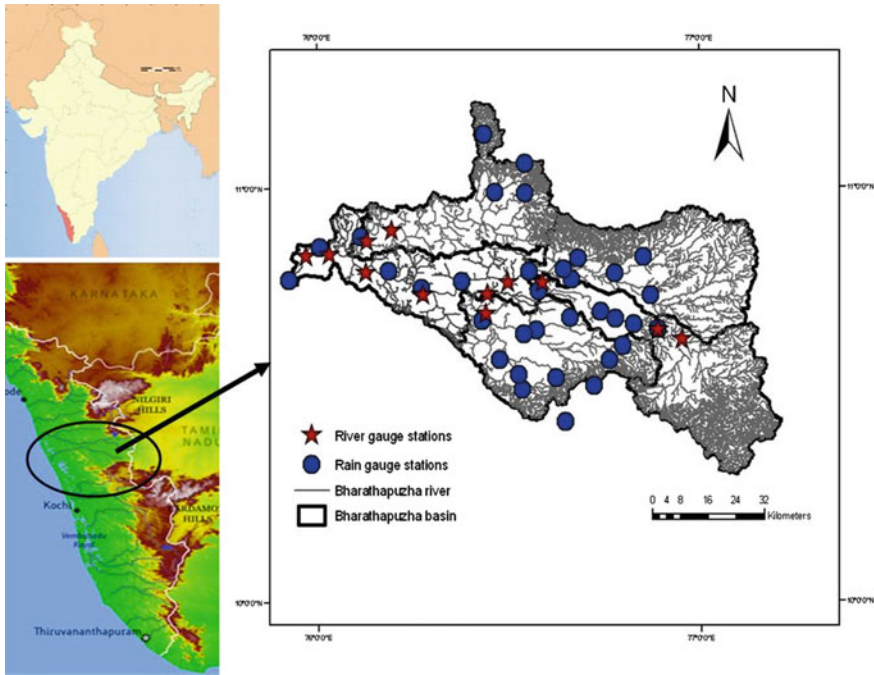 KARNATAKA
NILGIRI
HILLS
TAMI
NADU
Kochi
HILLS
Thiruvananthapuram
76°0'0"E
77°0'0"E
N
11°0'0"N
11°0'0"N
River gauge stations
Rain gauge stations
Bharathapuzha river
Bharathapuzha basin
0 4 8 16 24 32
Kilometers
10°0'0"N
10°0'0"N
76°0'0"E
77°0'0"E